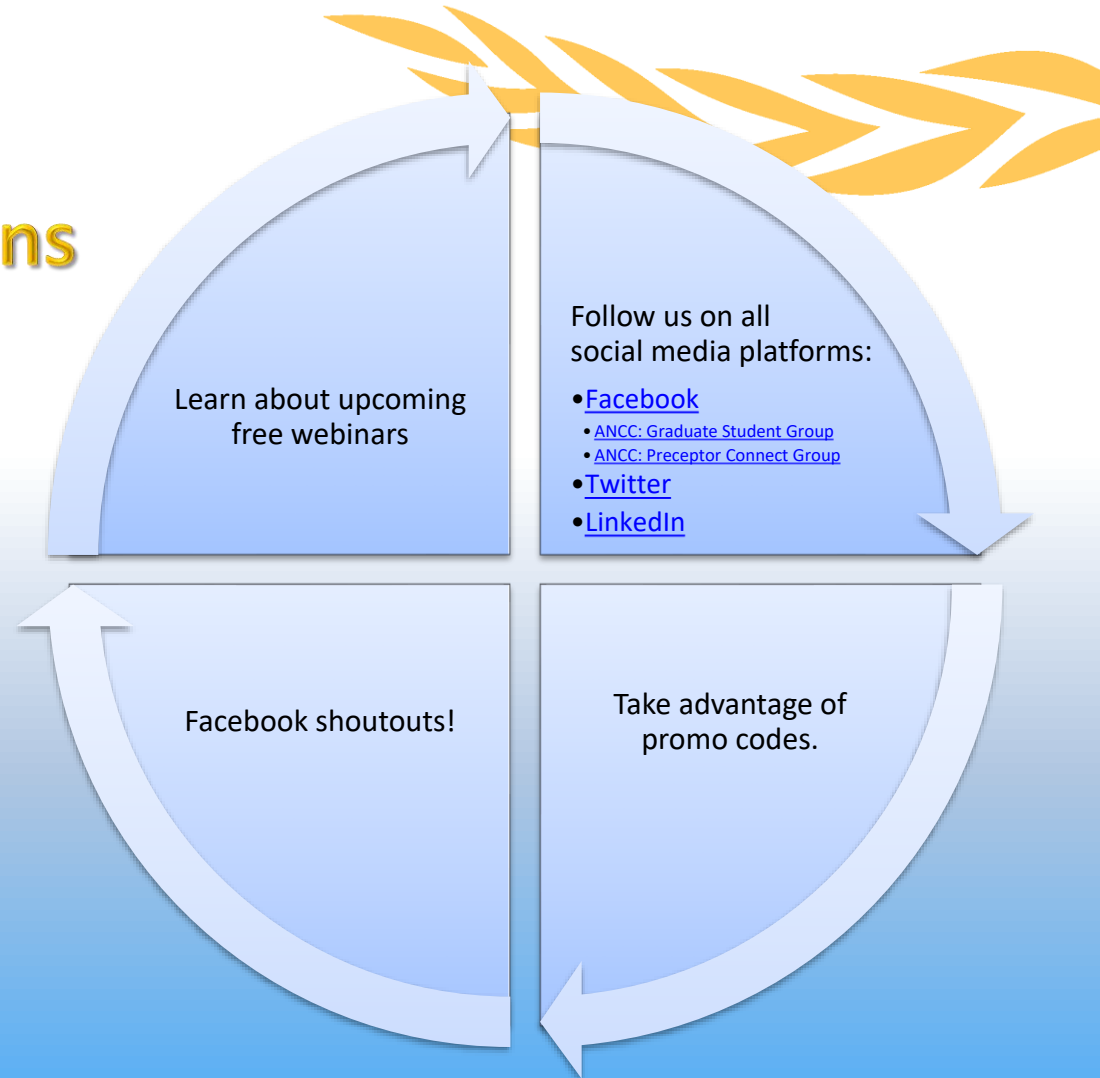 ns
Learn about upcoming
free webinars
Follow us on all
social media platforms:
•Facebook
• ANCC: Graduate Student Group
• ANCC: Preceptor Connect Group
•Twitter
•LinkedIn
Facebook shoutouts!
Take advantage of
promo codes.